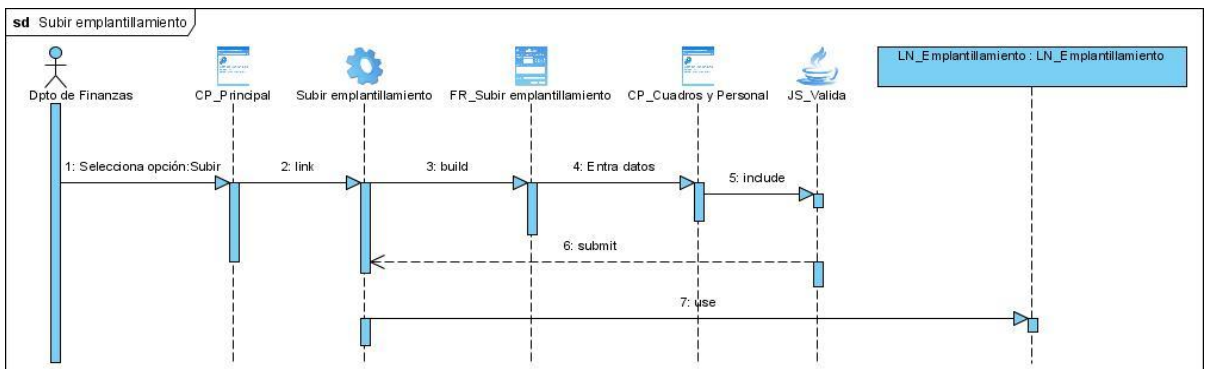 sd Subir emplantillamiento
LN_Emplantillamiento : LN_Emplantillamiento
Dpto de Finanzas
CP_Principal
Subir emplantillamiento
FR_Subir emplantillamiento
CP_Cuadros y Personal
JS_Valida
1: Selecciona opción:Subir
2: link
3: build
4: Entra datos
5: include
6: submit
7: use